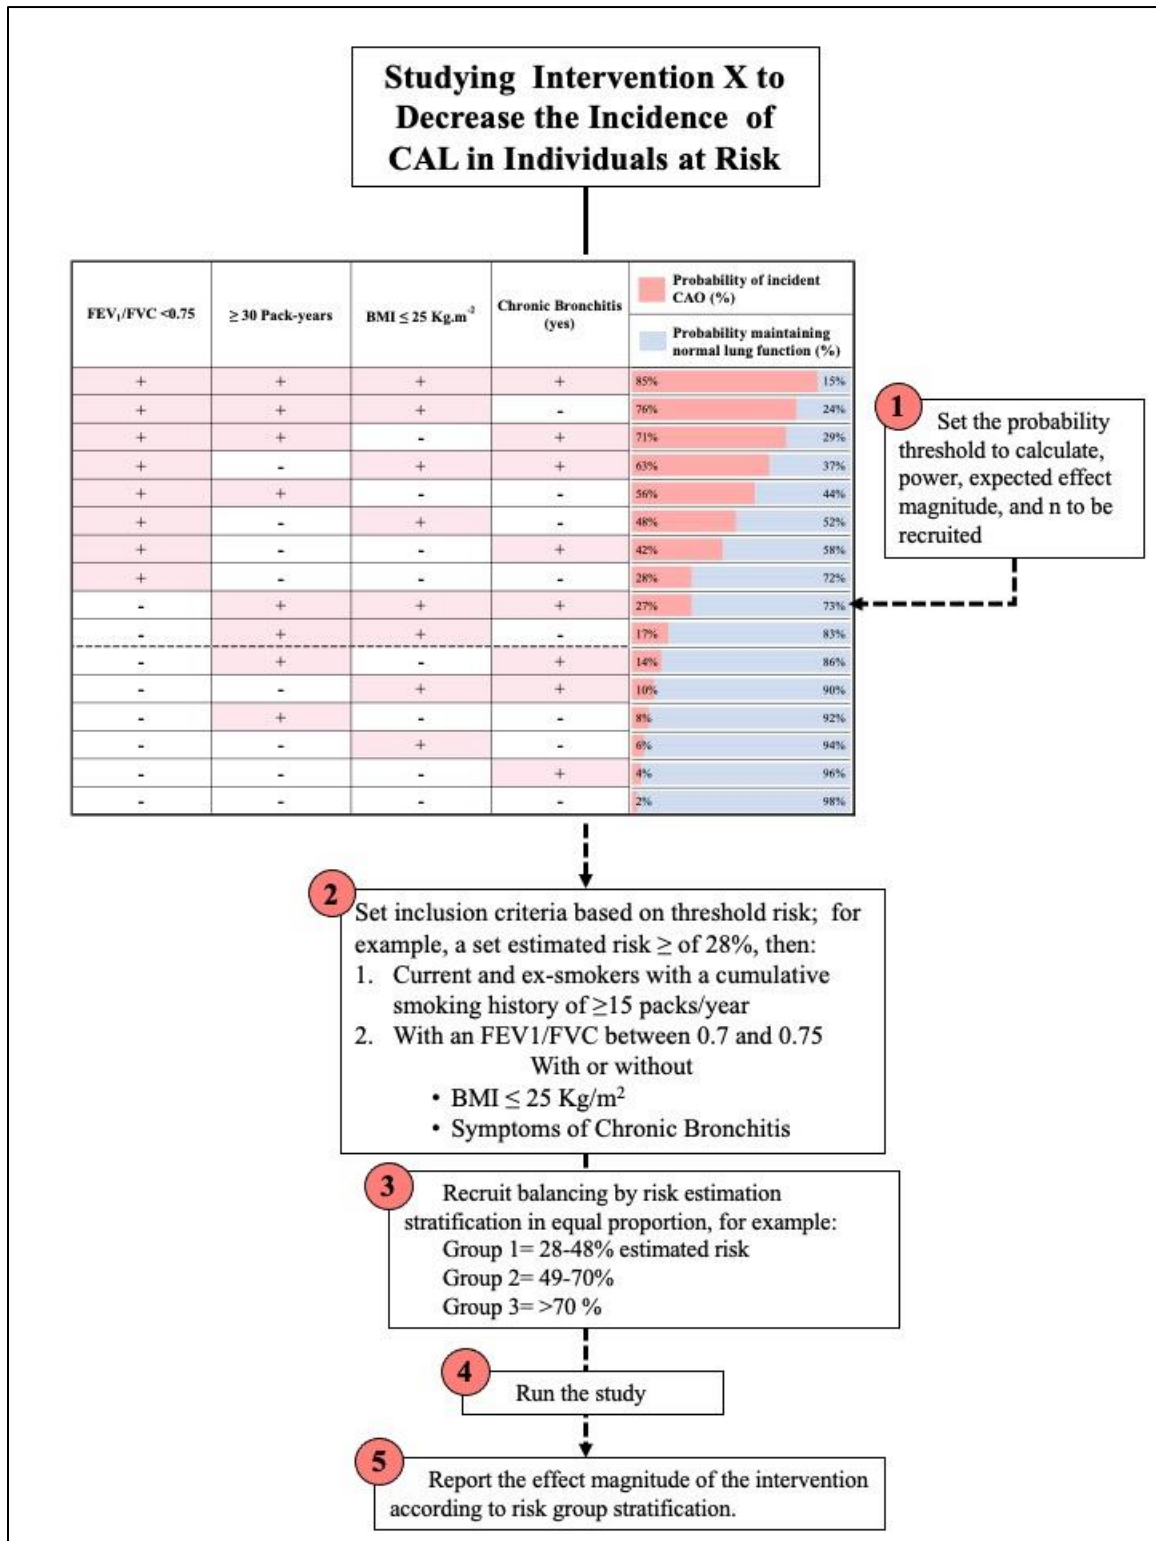 Studying Intervention X to
Decrease the Incidence of
CAL in Individuals at Risk
FEV1/FVC <0.75
≥ 30 Pack-years
BMI ≤ 25 Kg.m-2
Chronic Bronchitis
(yes)
Probability of incident
CAO (%)
Probability maintaining
normal lung function (%)
+ + + + 85% 15%
+ + + - 76% 24%
+ + - + 71% 29%
+ - + + 63% 37%
+ + - - 56% 44%
+ - + - 48% 52%
+ - - + 42% 58%
+ - - - 28% 72%
- + + + 27% 73%
- + + - 17% 83%
- + - + 14% 86%
- - + + 10% 90%
- + - - 8% 92%
- - + - 6% 94%
- - - + 4% 96%
- - - - 2% 98%
1
Set the probability
threshold to calculate,
power, expected effect
magnitude, and n to be
recruited
2
Set inclusion criteria based on threshold risk; for
example, a set estimated risk ≥ of 28%, then:
1. Current and ex-smokers with a cumulative
smoking history of ≥15 packs/year
2. With an FEV1/FVC between 0.7 and 0.75
With or without
• BMI ≤ 25 Kg/m²
• Symptoms of Chronic Bronchitis
3
Recruit balancing by risk estimation
stratification in equal proportion, for example:
Group 1= 28-48% estimated risk
Group 2= 49-70%
Group 3= >70 %
4
Run the study
5
Report the effect magnitude of the intervention
according to risk group stratification.